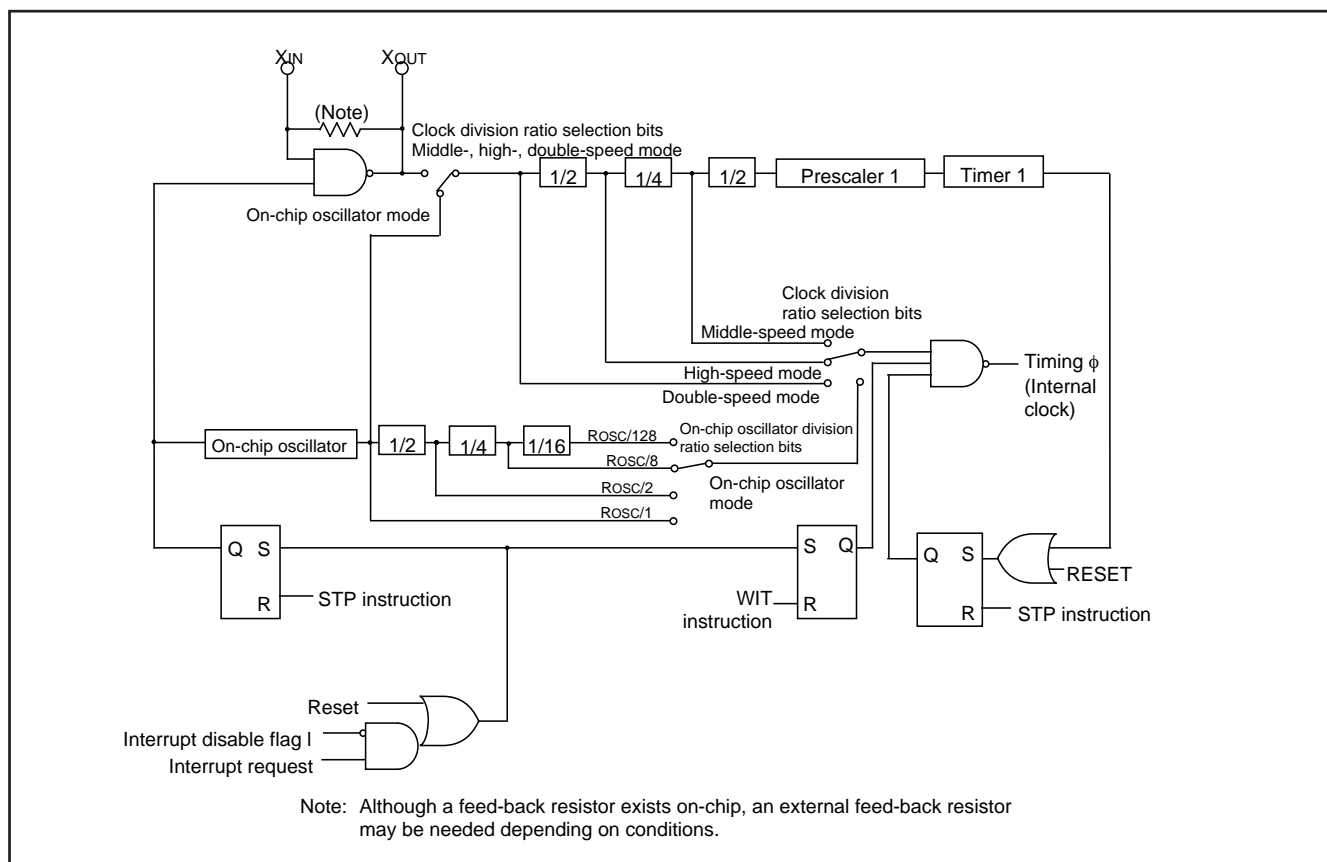 XIN
XOUT
(Note)
Clock division ratio selection bits
Middle-, high-, double-speed mode
1/2
1/4
1/2
Prescaler 1
Timer 1
On-chip oscillator mode
Clock division
ratio selection bits
Middle-speed mode
High-speed mode
Double-speed mode
Timing ϕ
(Internal
clock)
On-chip oscillator
1/2
1/4
1/16
ROSC/128
ROSC/8
ROSC/2
ROSC/1
On-chip oscillator division
ratio selection bits
On-chip oscillator
mode
Q S
R
STP instruction
S Q
R
WIT
instruction
Q S
R
RESET
STP instruction
Reset
Interrupt disable flag I
Interrupt request
Note: Although a feed-back resistor exists on-chip, an external feed-back resistor
may be needed depending on conditions.